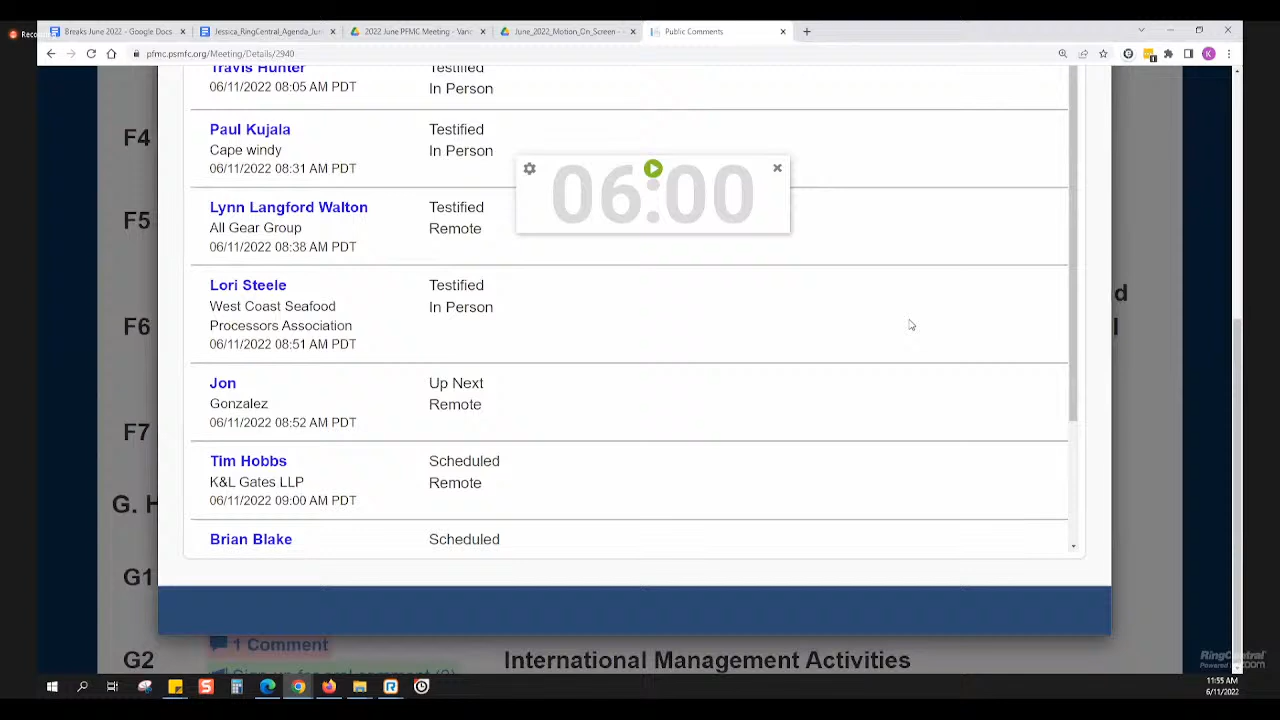 Breaks June 2022 - Google Docs
Jessica_RingCentral_Agenda_Jun
2022 June PFMC Meeting - Vanc
June_2022_Motion_On_Screen -
Public Comments
pfmc.psmfc.org/Meeting/Details/2940
Travis Hunter Testified
06/11/2022 08:05 AM PDT In Person
F4
Paul Kujala Testified
Cape windy In Person
06/11/2022 08:31 AM PDT
06:00
F5
Lynn Langford Walton Testified
All Gear Group Remote
06/11/2022 08:38 AM PDT
Lori Steele Testified
West Coast Seafood In Person
Processors Association
06/11/2022 08:51 AM PDT
d
F6
l
Jon Up Next
Gonzalez Remote
06/11/2022 08:52 AM PDT
F7
Tim Hobbs Scheduled
K&L Gates LLP Remote
06/11/2022 09:00 AM PDT
G. H
Brian Blake Scheduled
G1
1 Comment
G2
International Management Activities
RingCentral
Powered by zoom
11:55 AM
6/11/2022